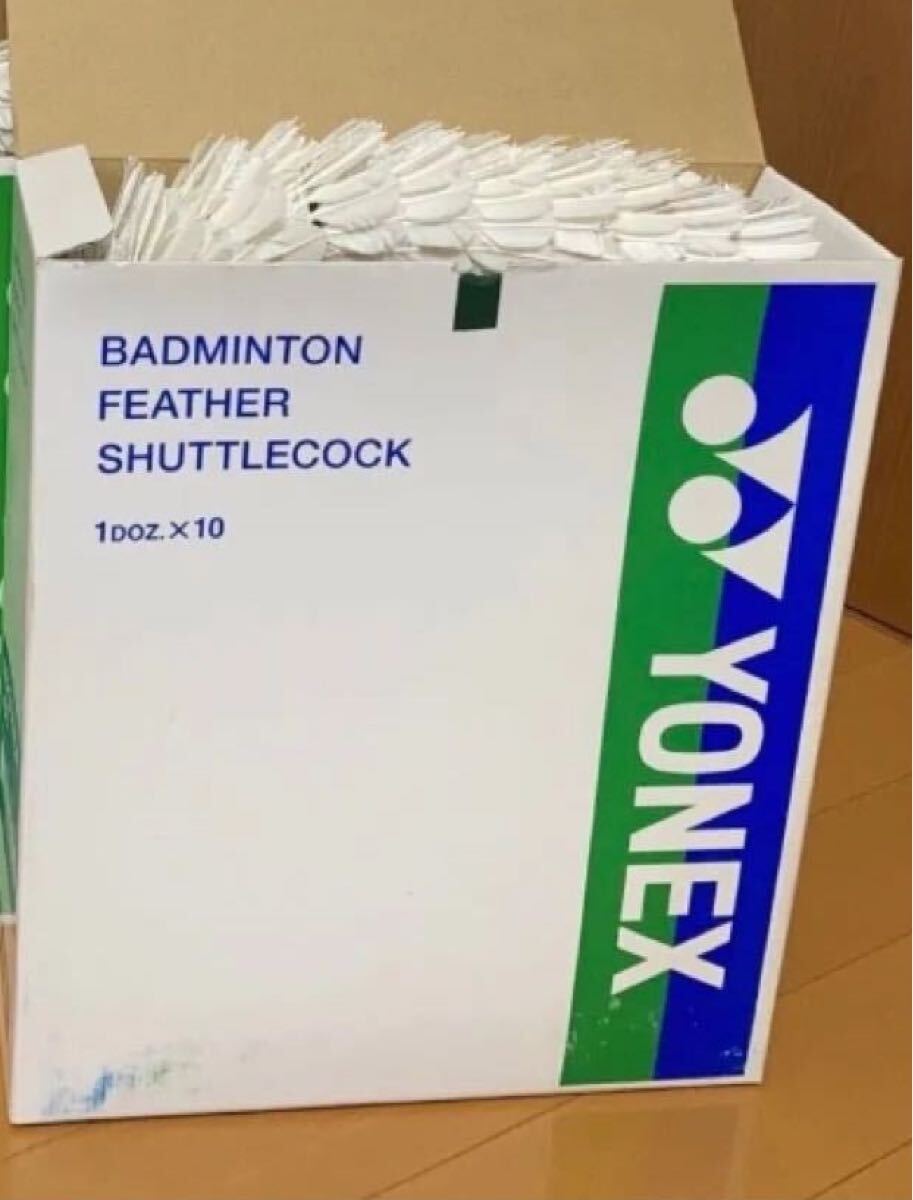 BADMINTON
FEATHER
SHUTTLECOCK
1DOZ.×10
YONEX